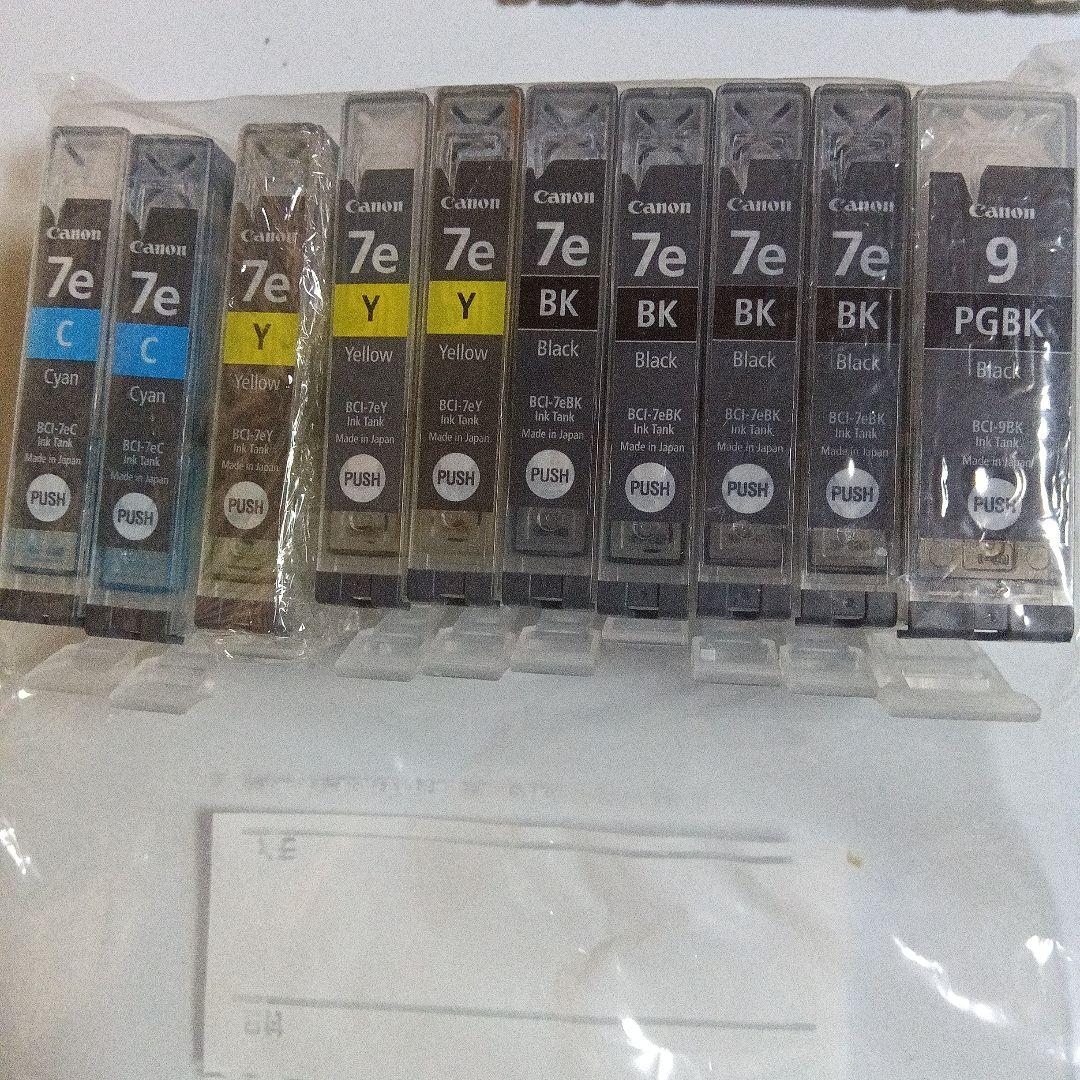 Canon
7e
C
Cyan
BCI-7eC
Ink Tank
Made in Japan
PUSH
Canon
7e
C
Cyan
BCI-7eC
Ink Tank
Made in Japan
PUSH
Canon
7e
Y
Yellow
BCI-7eY
Ink Tank
Made in Japan
PUSH
Canon
7e
Y
Yellow
BCI-7eY
Ink Tank
Made in Japan
PUSH
Canon
7e
Y
Yellow
BCI-7eY
Ink Tank
Made in Japan
PUSH
Canon
7e
BK
Black
BCI-7eBK
Ink Tank
Made in Japan
PUSH
Canon
7e
BK
Black
BCI-7eBK
Ink Tank
Made in Japan
PUSH
Canon
7e
BK
Black
BCI-7eBK
Ink Tank
Made in Japan
PUSH
Canon
7e
BK
Black
BCI-7eBK
Ink Tank
Made in Japan
PUSH
Canon
9
PGBK
Black
BCI-9BK
Ink Tank
Made in Japan
PUSH